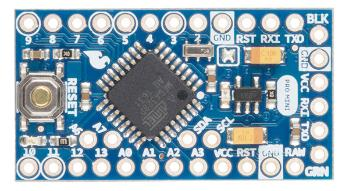 9 8 7 6 5 4 3 2 GND RST RXI TXO
BLK
GND
VCC
RXI
TXO
GRN
PRO MINI
RESET
A6 A7
SDA SCL
10 11 12 13 A0 A1 A2 A3 VCC RST GND RAW